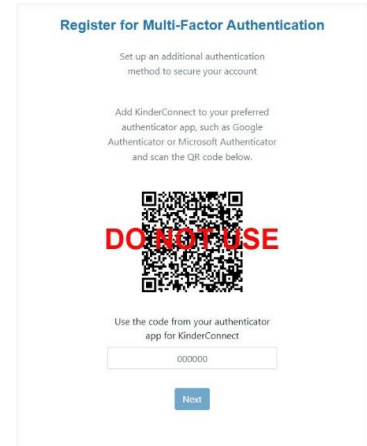 Register for Multi-Factor Authentication
Set up an additional authentication
method to secure your account
Add KinderConnect to your preferred
authenticator app, such as Google
Authenticator or Microsoft Authenticator
and scan the QR code below.
DO NOT USE
Use the code from your authenticator
app for KinderConnect
000000
Next